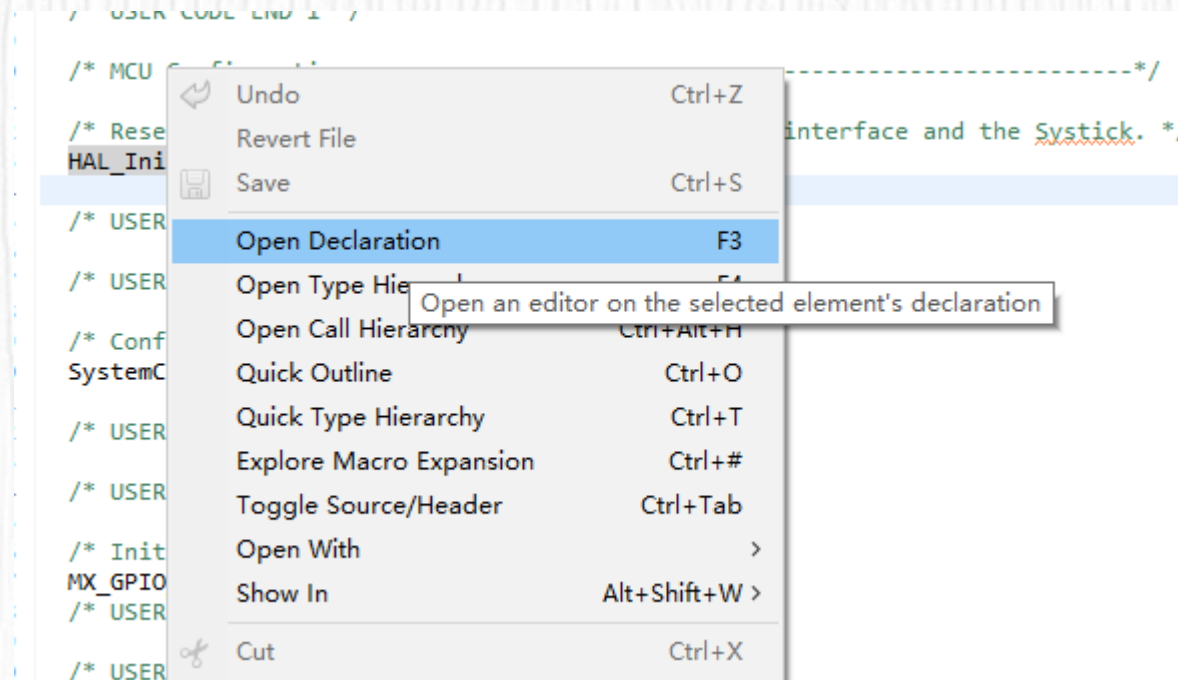 /* USER CODE END 1 */
/* MCU
-------------------------*/
Undo Ctrl+Z
/* Rese
interface and the Systick. */
Revert File
HAL_Ini
Save Ctrl+S
/* USER
Open Declaration F3
/* USER
Open Type Hie
Open an editor on the selected element's declaration
/* Conf
Open Call Hierarchy Ctrl+Alt+H
SystemC
Quick Outline Ctrl+O
Quick Type Hierarchy Ctrl+T
/* USER
Explore Macro Expansion Ctrl+#
/* USER
Toggle Source/Header Ctrl+Tab
/* Init
Open With >
MX_GPIO
Show In Alt+Shift+W >
/* USER
Cut Ctrl+X
/* USER